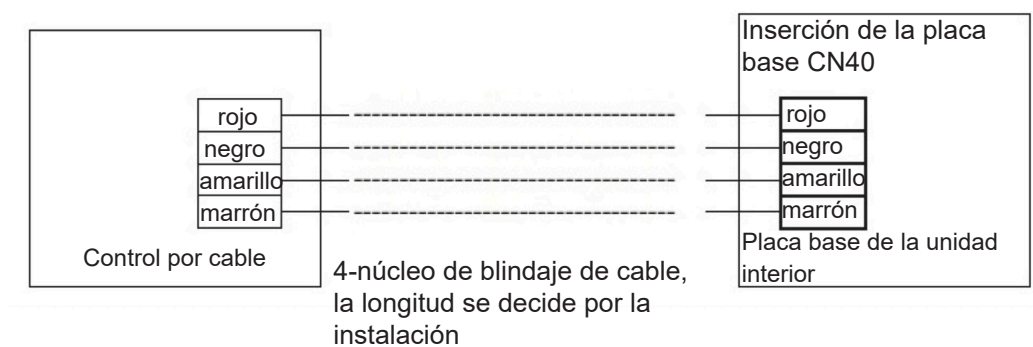 rojo
negro
amarillo
marrón
Control por cable
4-núcleo de blindaje de cable,
la longitud se decide por la
instalación
Inserción de la placa
base CN40
rojo
negro
amarillo
marrón
Placa base de la unidad
interior